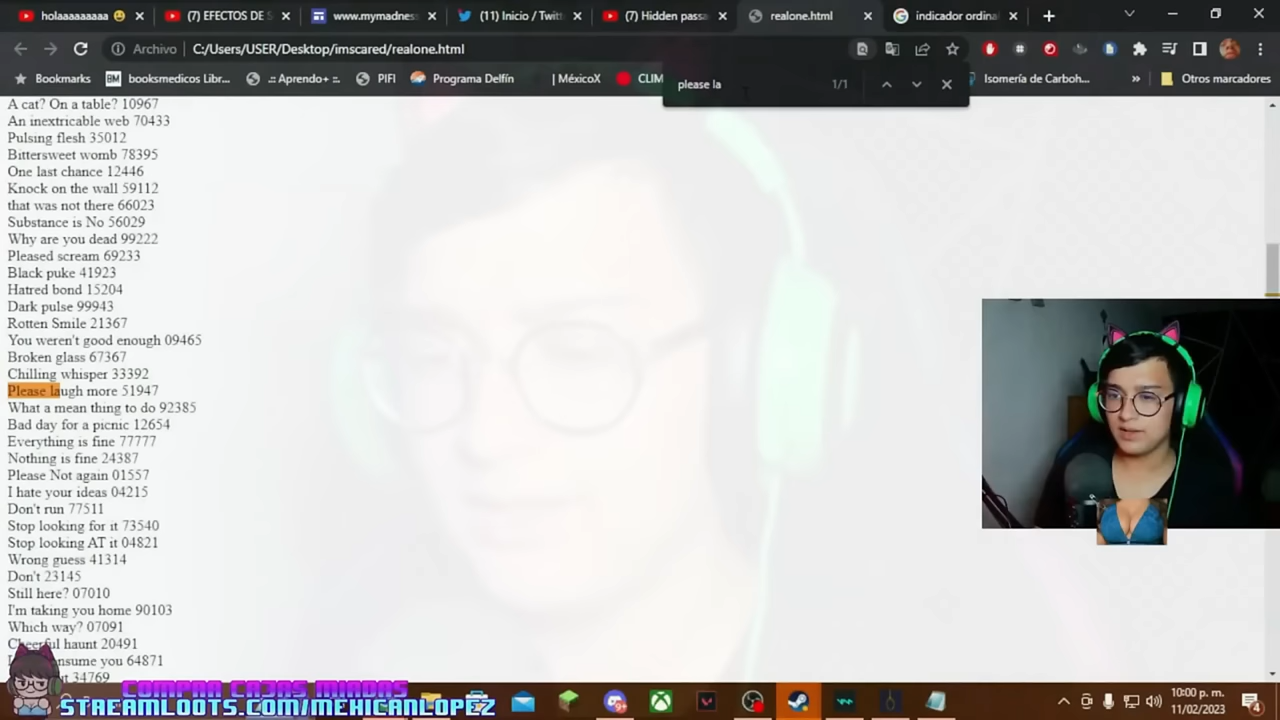 holaaaaaaaaa
(7) EFECTOS DE S
www.mymadnes
(11) Inicio / Twitt
(7) Hidden passa
realone.html
indicador ordina
Archivo
C:/Users/USER/Desktop/imscared/realone.html
Bookmarks
BM booksmedicos Libr...
.:: Aprendo+ ::.
PIFI
Programa Delfín
| MéxicoX
CLIM
Isomería de Carboh...
»
Otros marcadores
please la
1/1
A cat? On a table? 10967
An inextricable web 70433
Pulsing flesh 35012
Bittersweet womb 78395
One last chance 12446
Knock on the wall 59112
that was not there 66023
Substance is No 56029
Why are you dead 99222
Pleased scream 69233
Black puke 41923
Hatred bond 15204
Dark pulse 99943
Rotten Smile 21367
You weren't good enough 09465
Broken glass 67367
Chilling whisper 33392
Please laugh more 51947
What a mean thing to do 92385
Bad day for a picnic 12654
Everything is fine 77777
Nothing is fine 24387
Please Not again 01557
I hate your ideas 04215
Don't run 77511
Stop looking for it 73540
Stop looking AT it 04821
Wrong guess 41314
Don't 23145
Still here? 07010
I'm taking you home 90103
Which way? 07091
Cheerful haunt 20491
nsume you 64871
34769
COMPRA CAJAS MIADAS
STREAMLOOTS.COM/MEHICANLOPEZ
10:00 p. m.
11/02/2023
4